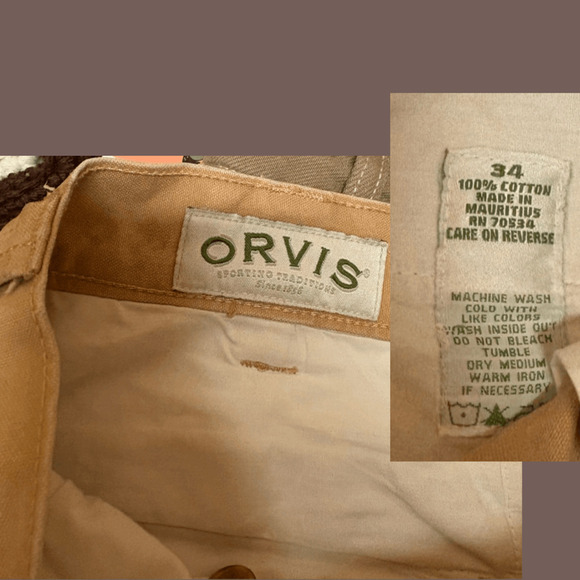 ORVIS®
SPORTING TRADITIONS
Since 1856
34
100% COTTON
MADE IN
MAURITIUS
RN 70534
CARE ON REVERSE
MACHINE WASH
COLD WITH
LIKE COLORS
WASH INSIDE OUT
DO NOT BLEACH
TUMBLE
DRY MEDIUM
WARM IRON
IF NECESSARY